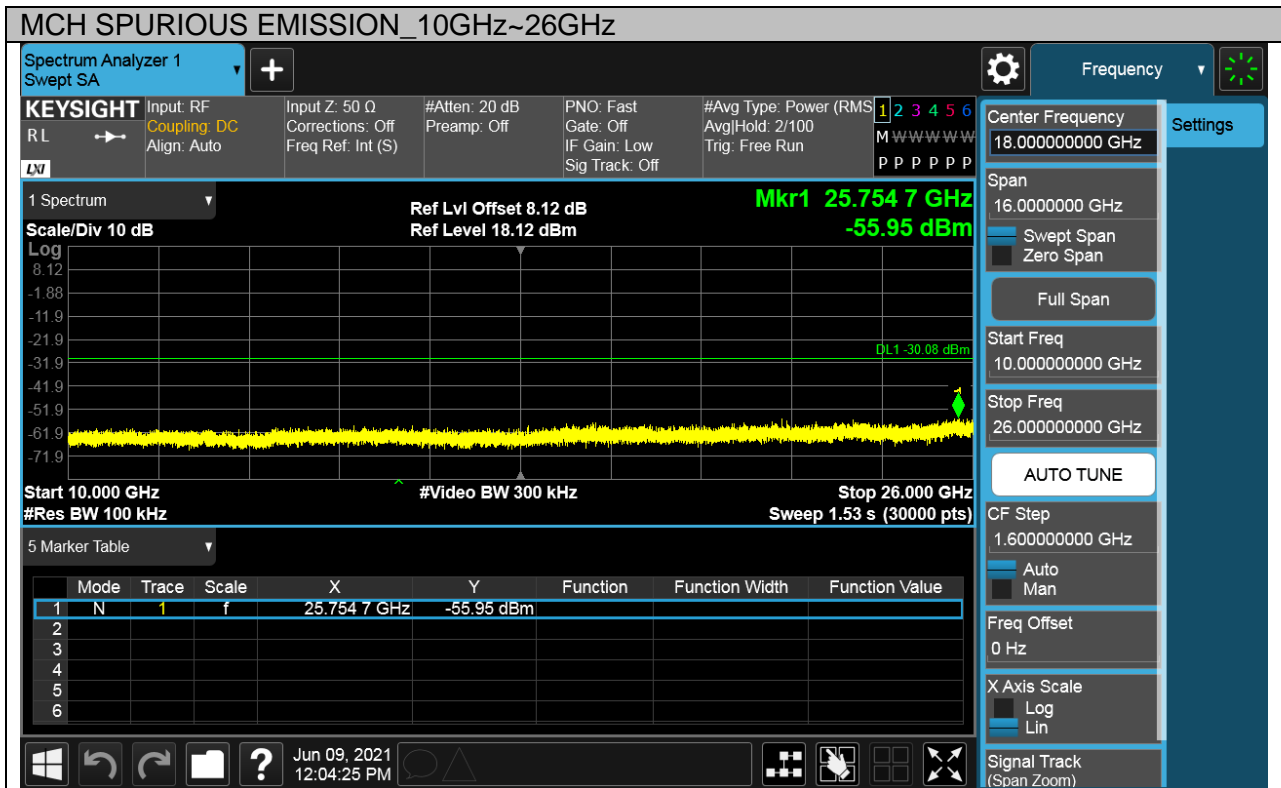 MCH SPURIOUS EMISSION_10GHz~26GHz
Spectrum Analyzer 1
Swept SA
+
Frequency
KEYSIGHT
RL
LXI
Input: RF
Coupling: DC
Align: Auto
Input Z: 50 Ω
Corrections: Off
Freq Ref: Int (S)
#Atten: 20 dB
Preamp: Off
PNO: Fast
Gate: Off
IF Gain: Low
Sig Track: Off
#Avg Type: Power (RMS
Avg|Hold: 2/100
Trig: Free Run
1 2 3 4 5 6
M W W W W W
P P P P P P
1 Spectrum
Scale/Div 10 dB
Ref Lvl Offset 8.12 dB
Ref Level 18.12 dBm
Mkr1 25.754 7 GHz
-55.95 dBm
Log
8.12
-1.88
-11.9
-21.9
-31.9
-41.9
-51.9
-61.9
-71.9
DL1 -30.08 dBm
1
Start 10.000 GHz
#Res BW 100 kHz
#Video BW 300 kHz
Stop 26.000 GHz
Sweep 1.53 s (30000 pts)
5 Marker Table
Mode Trace Scale X Y Function Function Width Function Value
1 N 1 f 25.754 7 GHz -55.95 dBm
2
3
4
5
6
?
Jun 09, 2021
12:04:25 PM
Center Frequency
18.000000000 GHz
Settings
Span
16.0000000 GHz
Swept Span
Zero Span
Full Span
Start Freq
10.000000000 GHz
Stop Freq
26.000000000 GHz
AUTO TUNE
CF Step
1.600000000 GHz
Auto
Man
Freq Offset
0 Hz
X Axis Scale
Log
Lin
Signal Track
(Span Zoom)